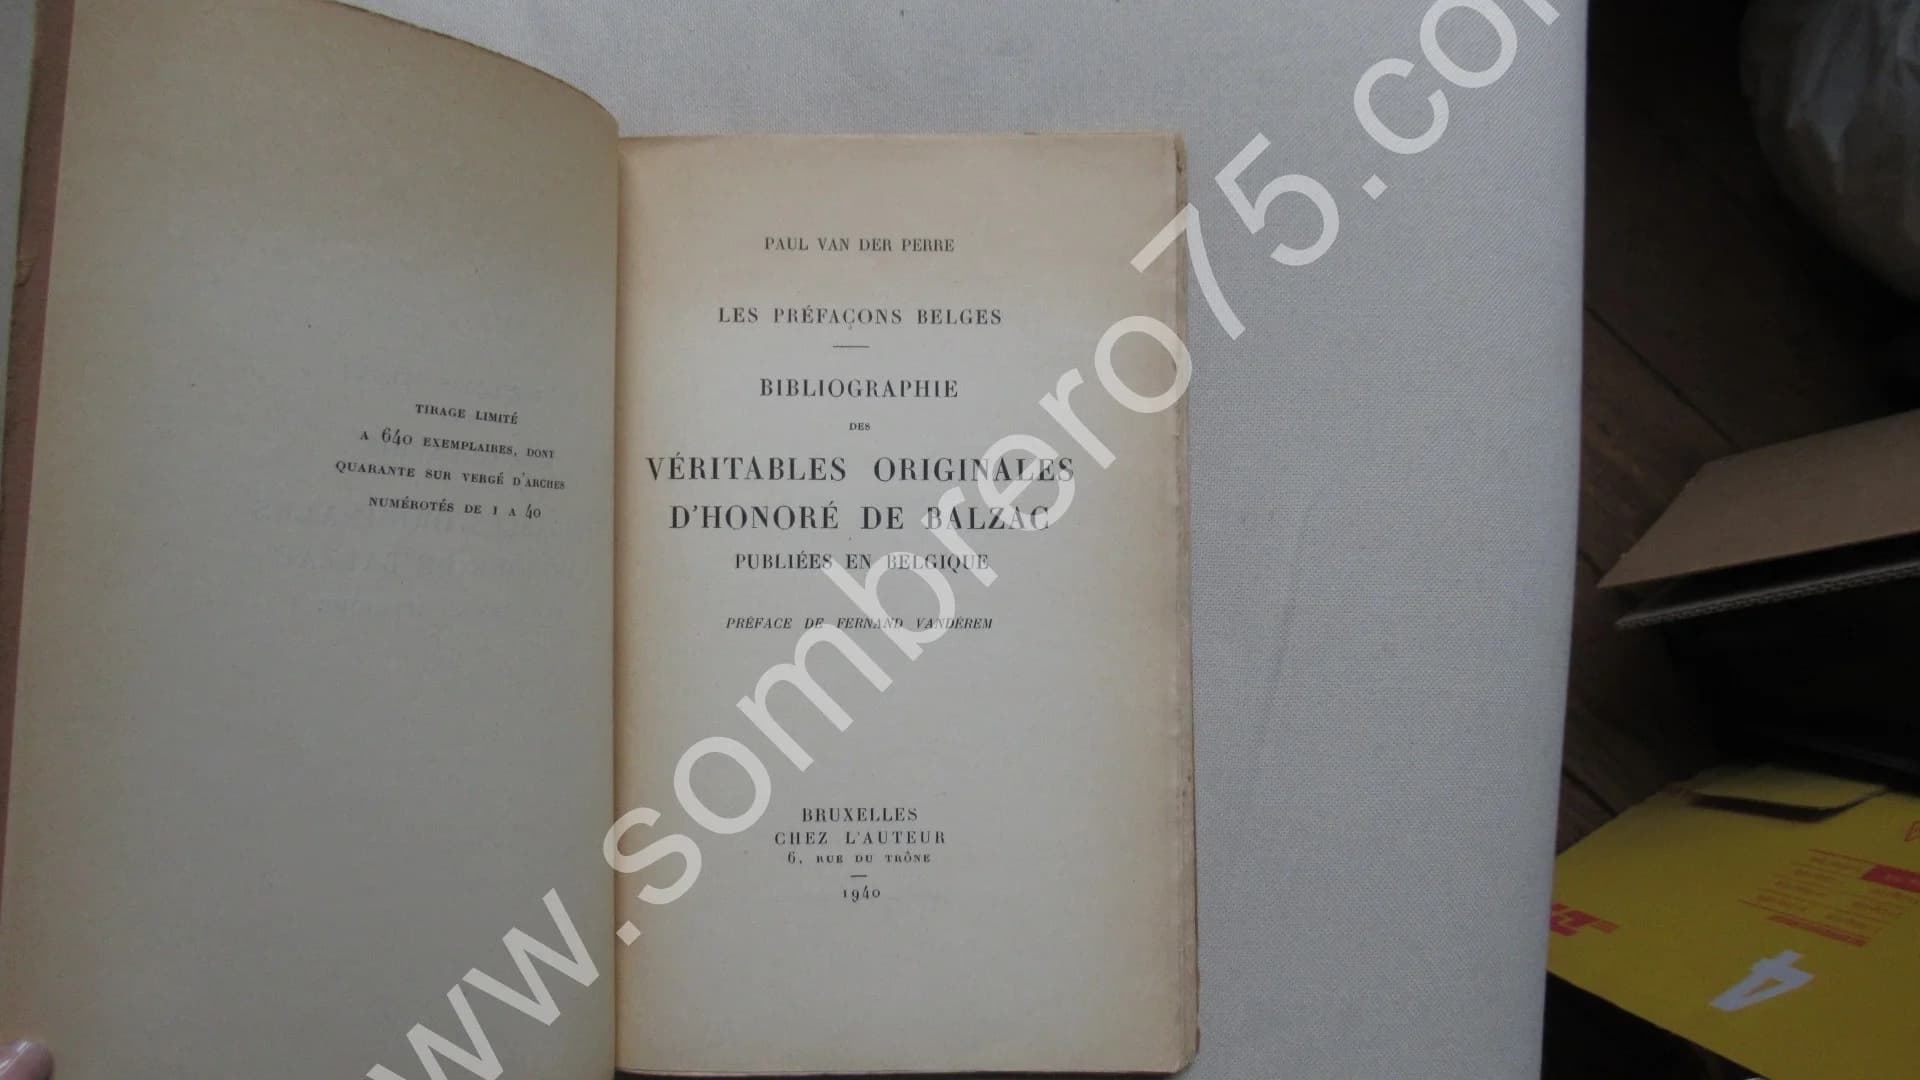 TIRAGE LIMITÉ
A 640 EXEMPLAIRES, DONT
QUARANTE SUR VERGÉ D'ARCHES
NUMÉROTÉS DE 1 A 40
PAUL VAN DER PERRE
LES PRÉFAÇONS BELGES
BIBLIOGRAPHIE
DES
VÉRITABLES ORIGINALES
D'HONORÉ DE BALZAC
PUBLIÉES EN BELGIQUE
PRÉFACE DE FERNAND VANDÉREM
BRUXELLES
CHEZ L'AUTEUR
6, RUE DU TRÔNE
1940
www.sombrero75.com
4